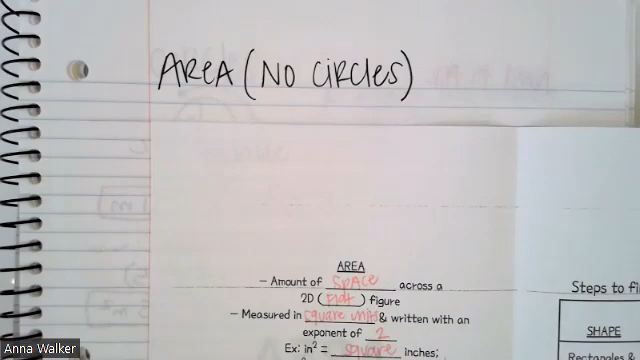 AREA (NO CIRCLES)
AREA
- Amount of space across a
2D (flat) figure
- Measured in square units & written with an
exponent of 2
Ex: in² = square inches;
Steps to fi
SHAPE
Rectangles &
Anna Walker